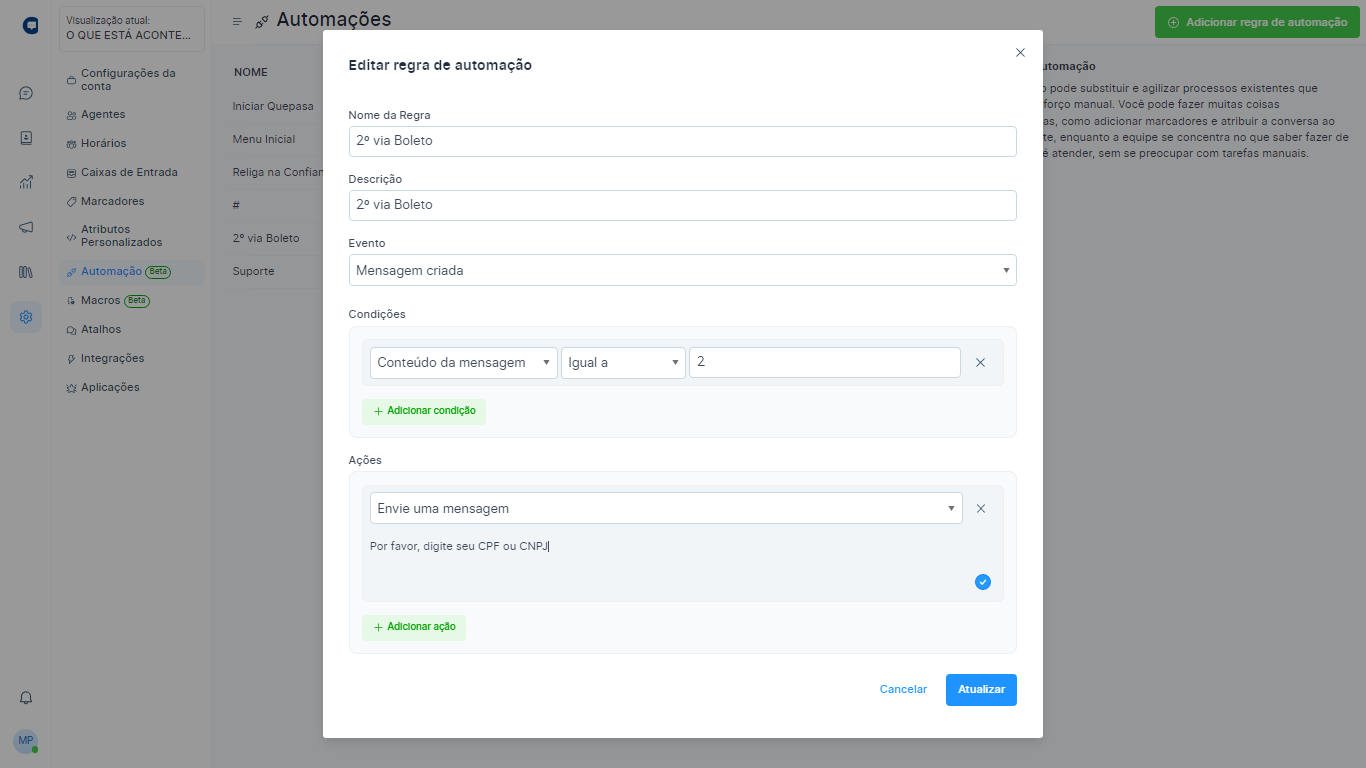 Visualização atual:
O QUE ESTÁ ACONTE...
Configurações da
conta
Agentes
Horários
Caixas de Entrada
Marcadores
Atributos
Personalizados
Automação Beta
Macros Beta
Atalhos
Integrações
Aplicações
MP
Automações
Adicionar regra de automação
NOME
Iniciar Quepasa
Menu Inicial
Religa na Confian
#
2º via Boleto
Suporte
utomação
o pode substituir e agilizar processos existentes que
forço manual. Você pode fazer muitas coisas
as, como adicionar marcadores e atribuir a conversa ao
te, enquanto a equipe se concentra no que saber fazer de
é atender, sem se preocupar com tarefas manuais.
Editar regra de automação
Nome da Regra
2º via Boleto
Descrição
2º via Boleto
Evento
Mensagem criada
Condições
Conteúdo da mensagem Igual a 2
Adicionar condição
Ações
Envie uma mensagem
Por favor, digite seu CPF ou CNPJ
Adicionar ação
Cancelar Atualizar